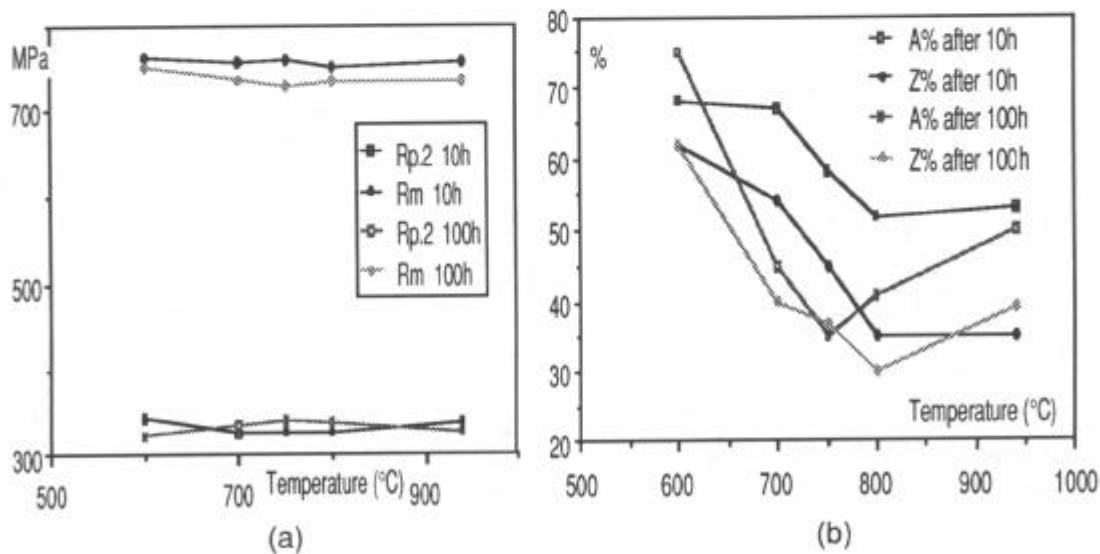 MPa
700
500
300
Rp.2 10h
Rm 10h
Rp.2 100h
Rm 100h
500
700
900
Temperature (°C)
(a)
80
70
60
50
40
30
20
%
A% after 10h
Z% after 10h
A% after 100h
Z% after 100h
Temperature (°C)
500
600
700
800
900
1000
(b)